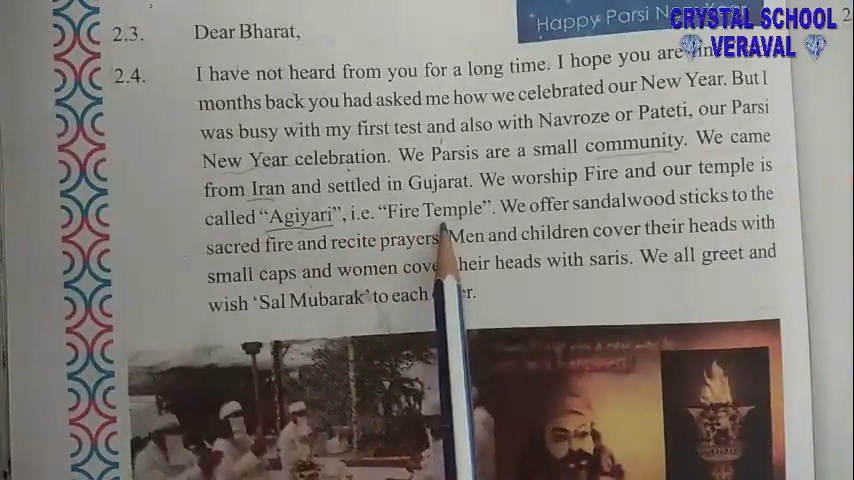 Happy Parsi
CRYSTAL SCHOOL
VERAVAL
2
2.3. Dear Bharat,
2.4. I have not heard from you for a long time. I hope you are
months back you had asked me how we celebrated our New Year. But I
was busy with my first test and also with Navroze or Pateti, our Parsi
New Year celebration. We Parsis are a small community. We came
from Iran and settled in Gujarat. We worship Fire and our temple is
called “Agiyari”, i.e. “Fire Temple”. We offer sandalwood sticks to the
sacred fire and recite prayers. Men and children cover their heads with
small caps and women their heads with saris. We all greet and
wish ‘Sal Mubarak’ to each